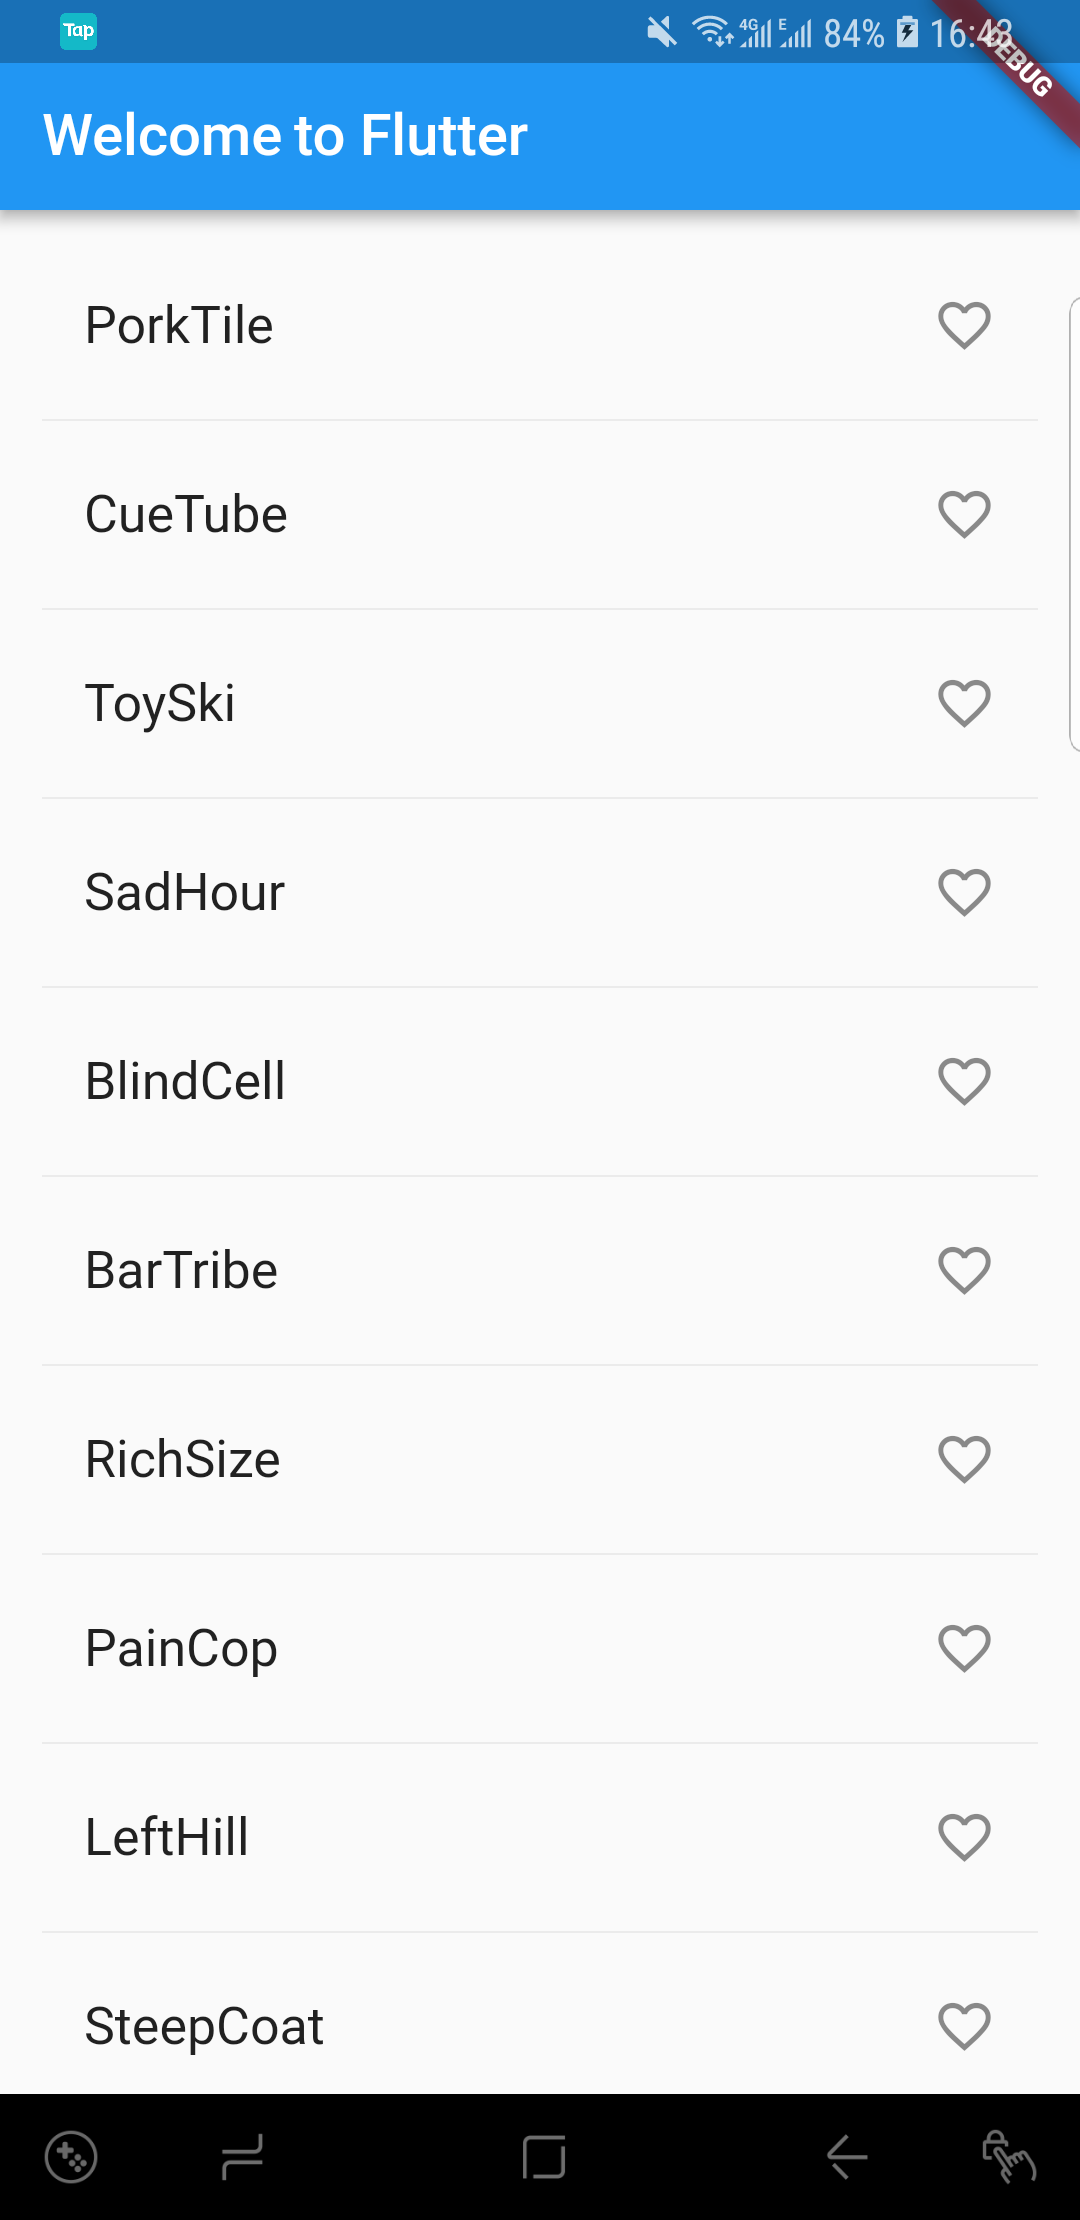 Tap 4G E 84% 16:43 DEBUG
Welcome to Flutter
PorkTile
CueTube
ToySki
SadHour
BlindCell
BarTribe
RichSize
PainCop
LeftHill
SteepCoat